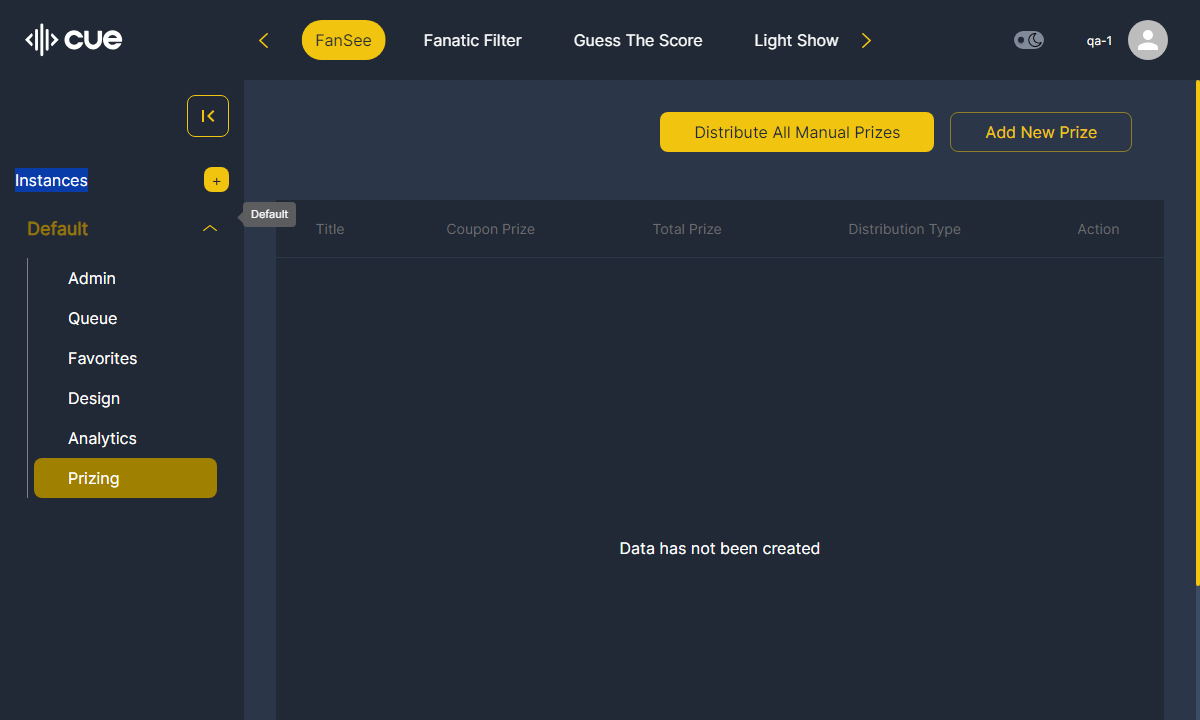 cue
FanSee
Fanatic Filter
Guess The Score
Light Show
qa-1
Distribute All Manual Prizes
Add New Prize
Instances
+
Default
Default
Title
Coupon Prize
Total Prize
Distribution Type
Action
Admin
Queue
Favorites
Design
Analytics
Prizing
Data has not been created